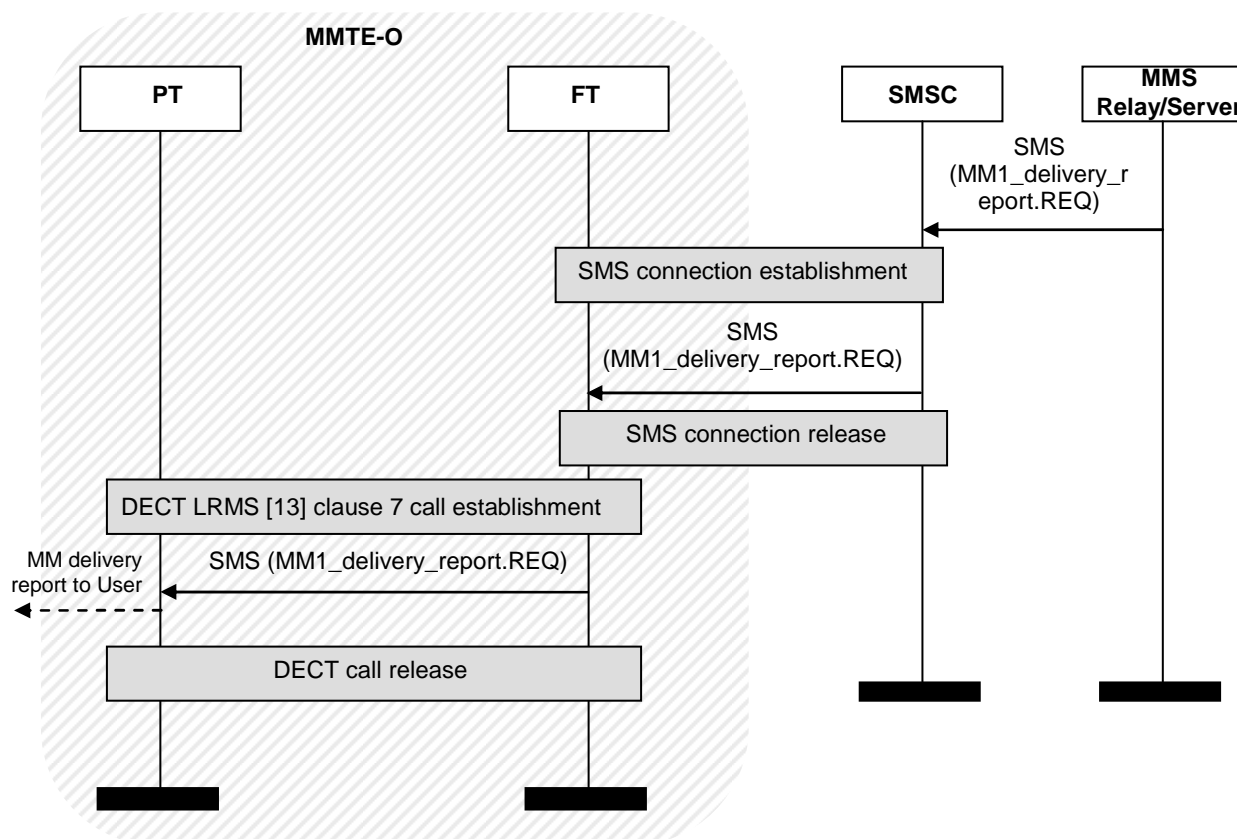 MMTE-O
PT
FT
SMSC
MMS
Relay/Server
SMS
(MM1_delivery_r
eport.REQ)
SMS connection establishment
SMS
(MM1_delivery_report.REQ)
SMS connection release
DECT LRMS [13] clause 7 call establishment
MM delivery
report to User
SMS (MM1_delivery_report.REQ)
DECT call release